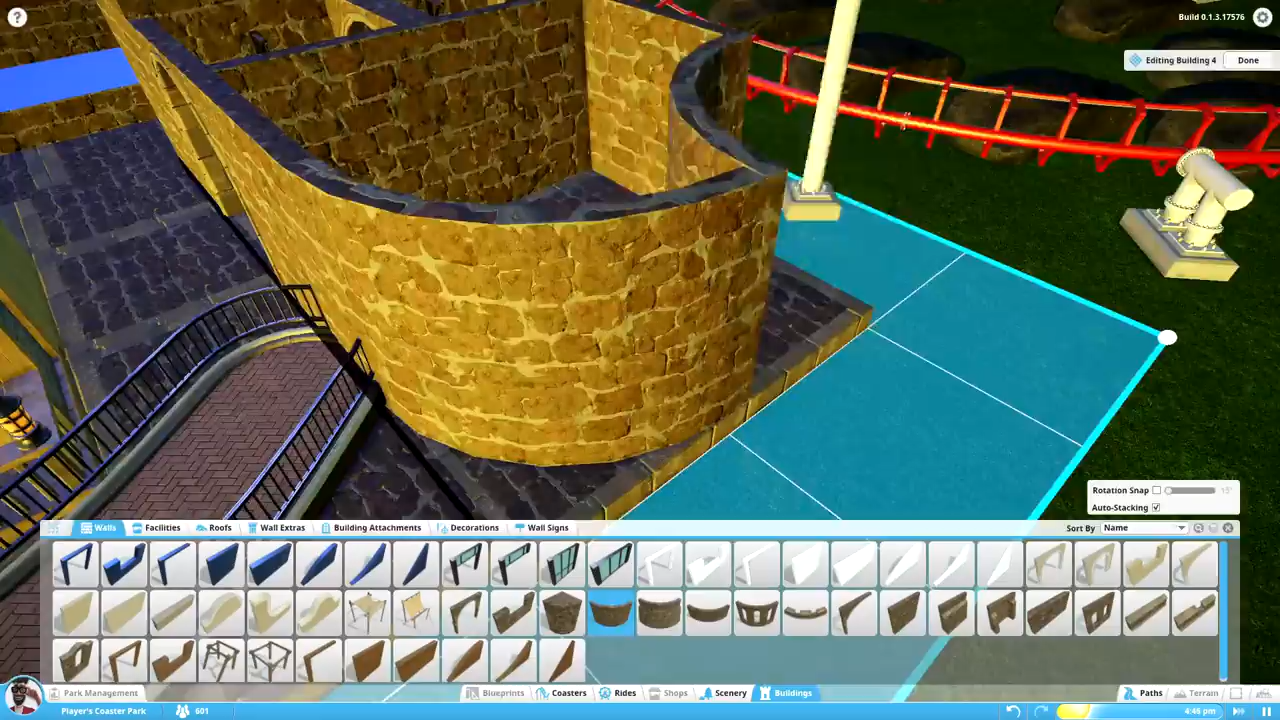 ?
Build 0.1.3.17576
Editing Building 4 Done
Rotation Snap 15°
Auto-Stacking
Walls Facilities Roofs Wall Extras Building Attachments Decorations Wall Signs Sort By Name
Park Management Blueprints Coasters Rides Shops Scenery Buildings Paths Terrain
Player's Coaster Park 601 4:46 pm